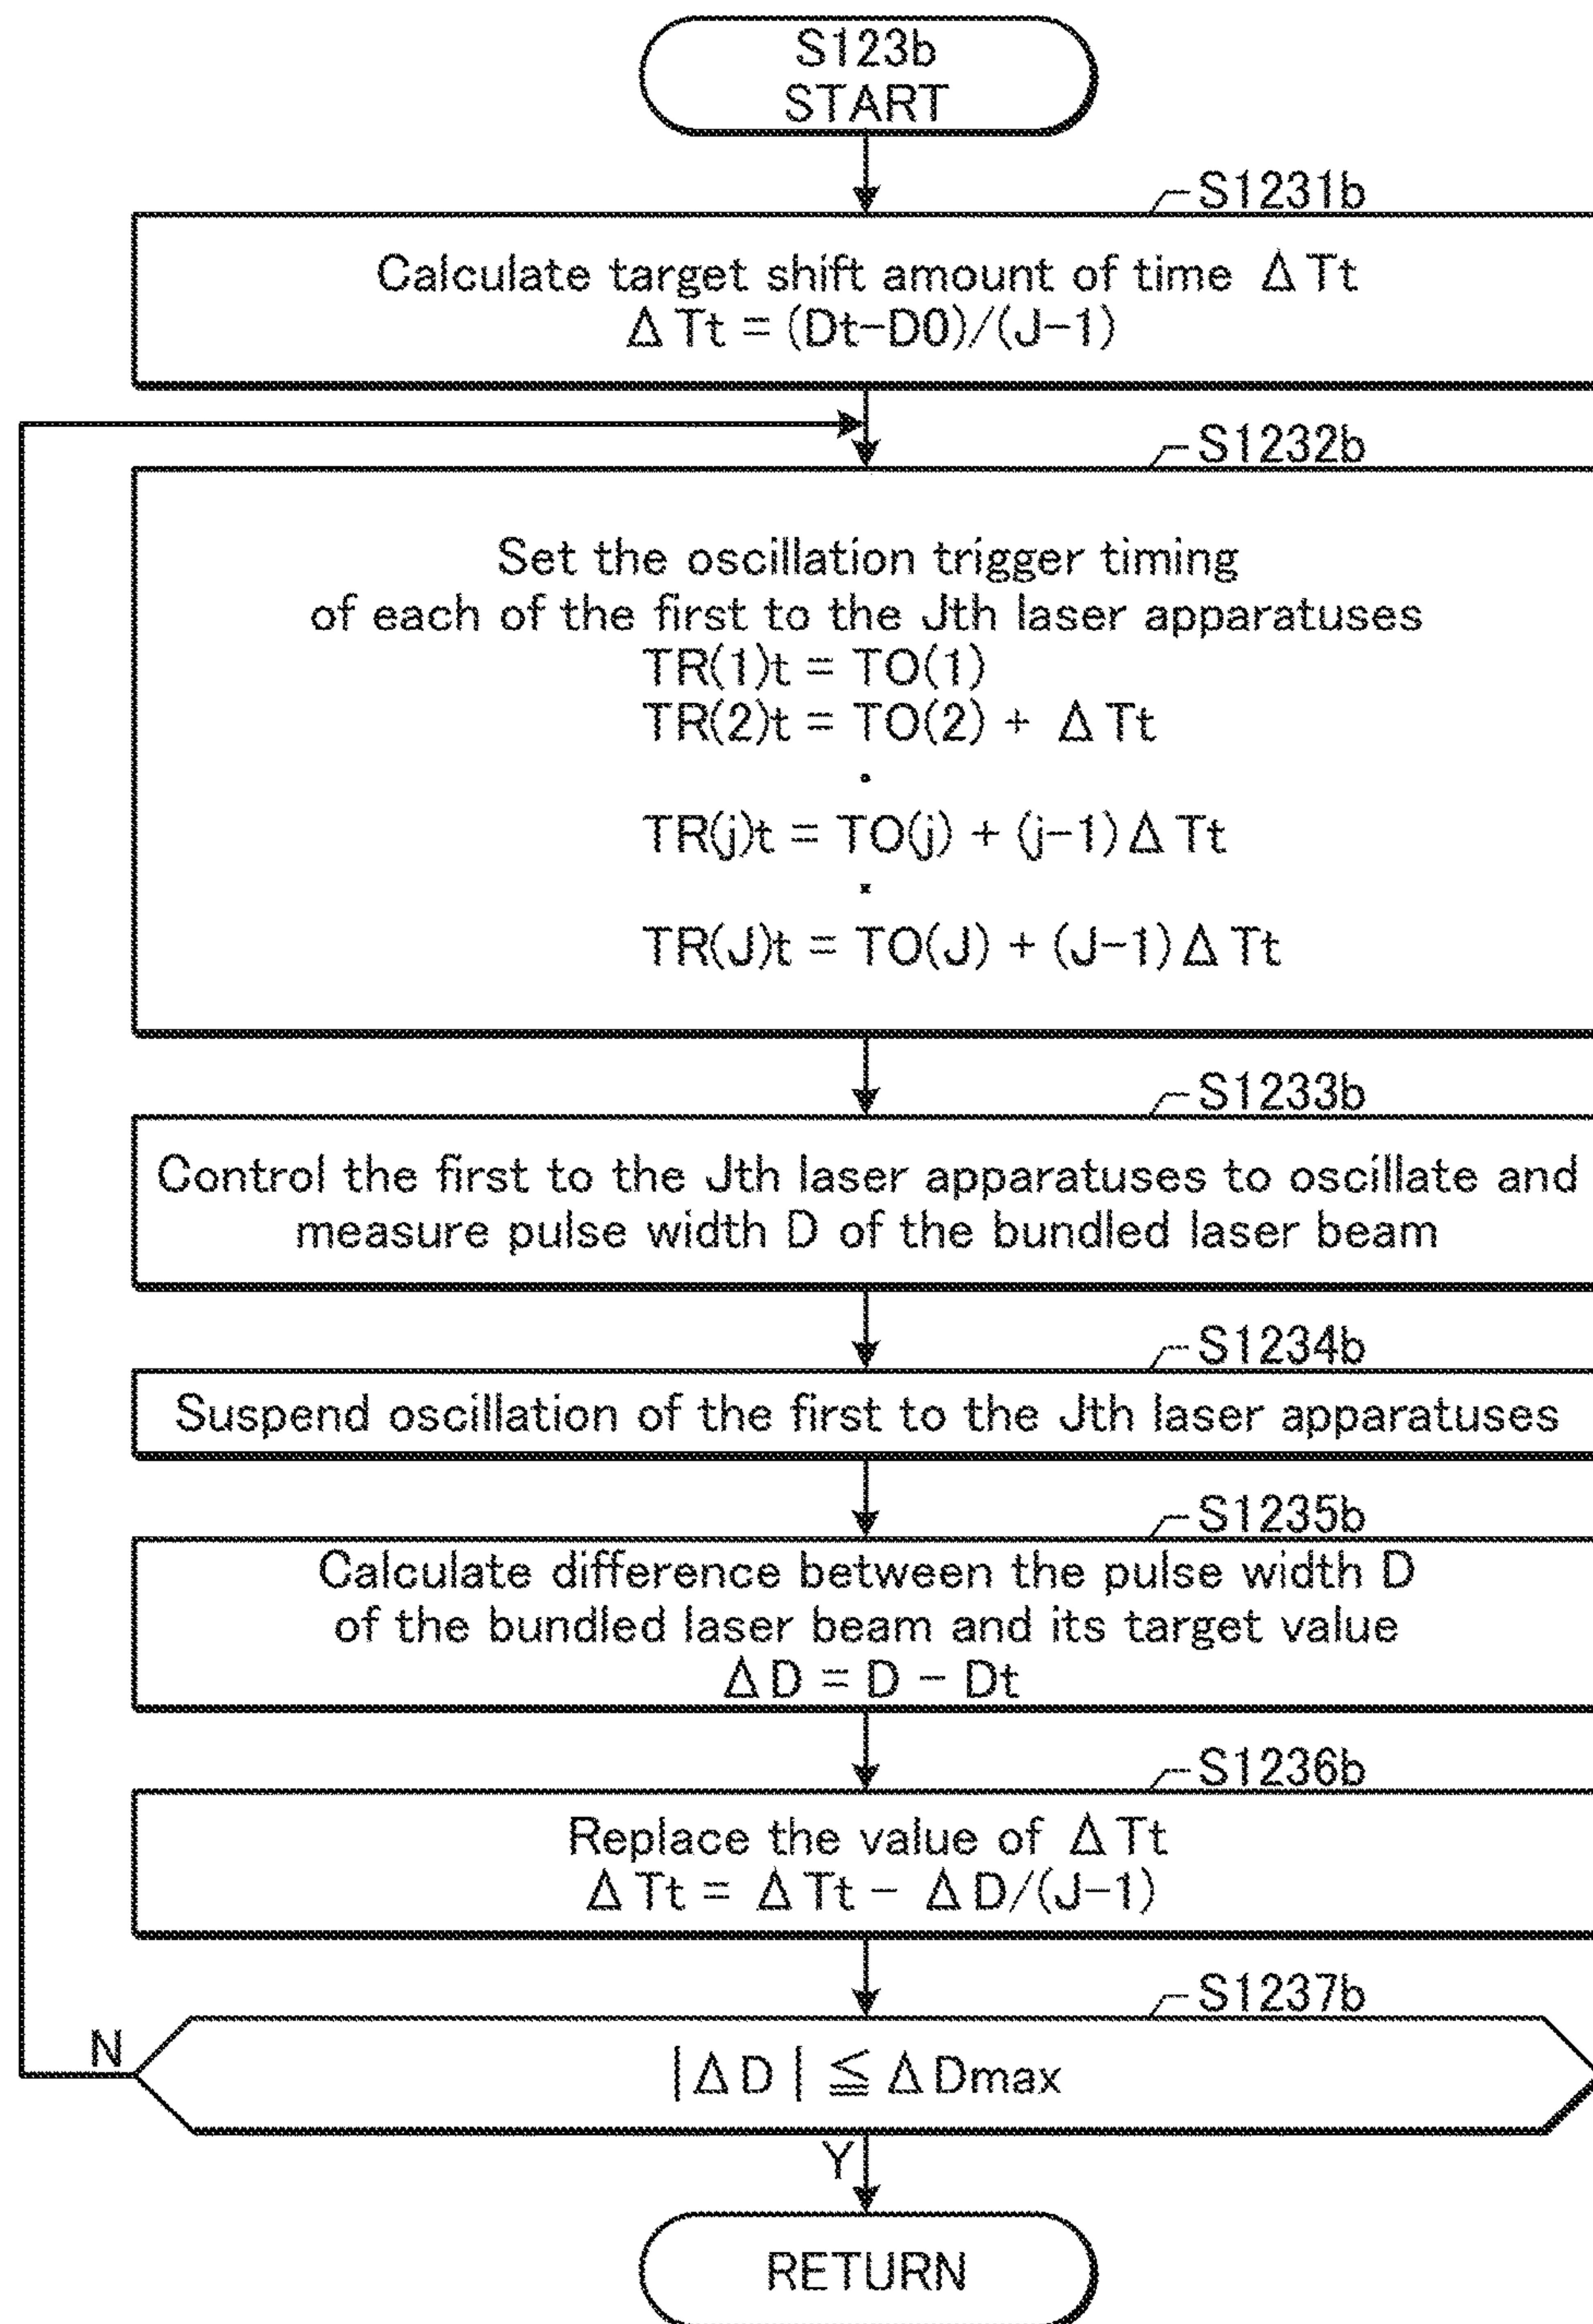 S123b
START
S1231b
Calculate target shift amount of time ΔTt
ΔTt = (Dt-D0)/(J-1)
S1232b
Set the oscillation trigger timing
of each of the first to the Jth laser apparatuses
TR(1)t = TO(1)
TR(2)t = TO(2) + ΔTt
.
TR(j)t = TO(j) + (j-1)ΔTt
.
TR(J)t = TO(J) + (J-1)ΔTt
S1233b
Control the first to the Jth laser apparatuses to oscillate and
measure pulse width D of the bundled laser beam
S1234b
Suspend oscillation of the first to the Jth laser apparatuses
S1235b
Calculate difference between the pulse width D
of the bundled laser beam and its target value
ΔD = D - Dt
S1236b
Replace the value of ΔTt
ΔTt = ΔTt - ΔD/(J-1)
S1237b
N
|ΔD| ≦ ΔDmax
Y
RETURN